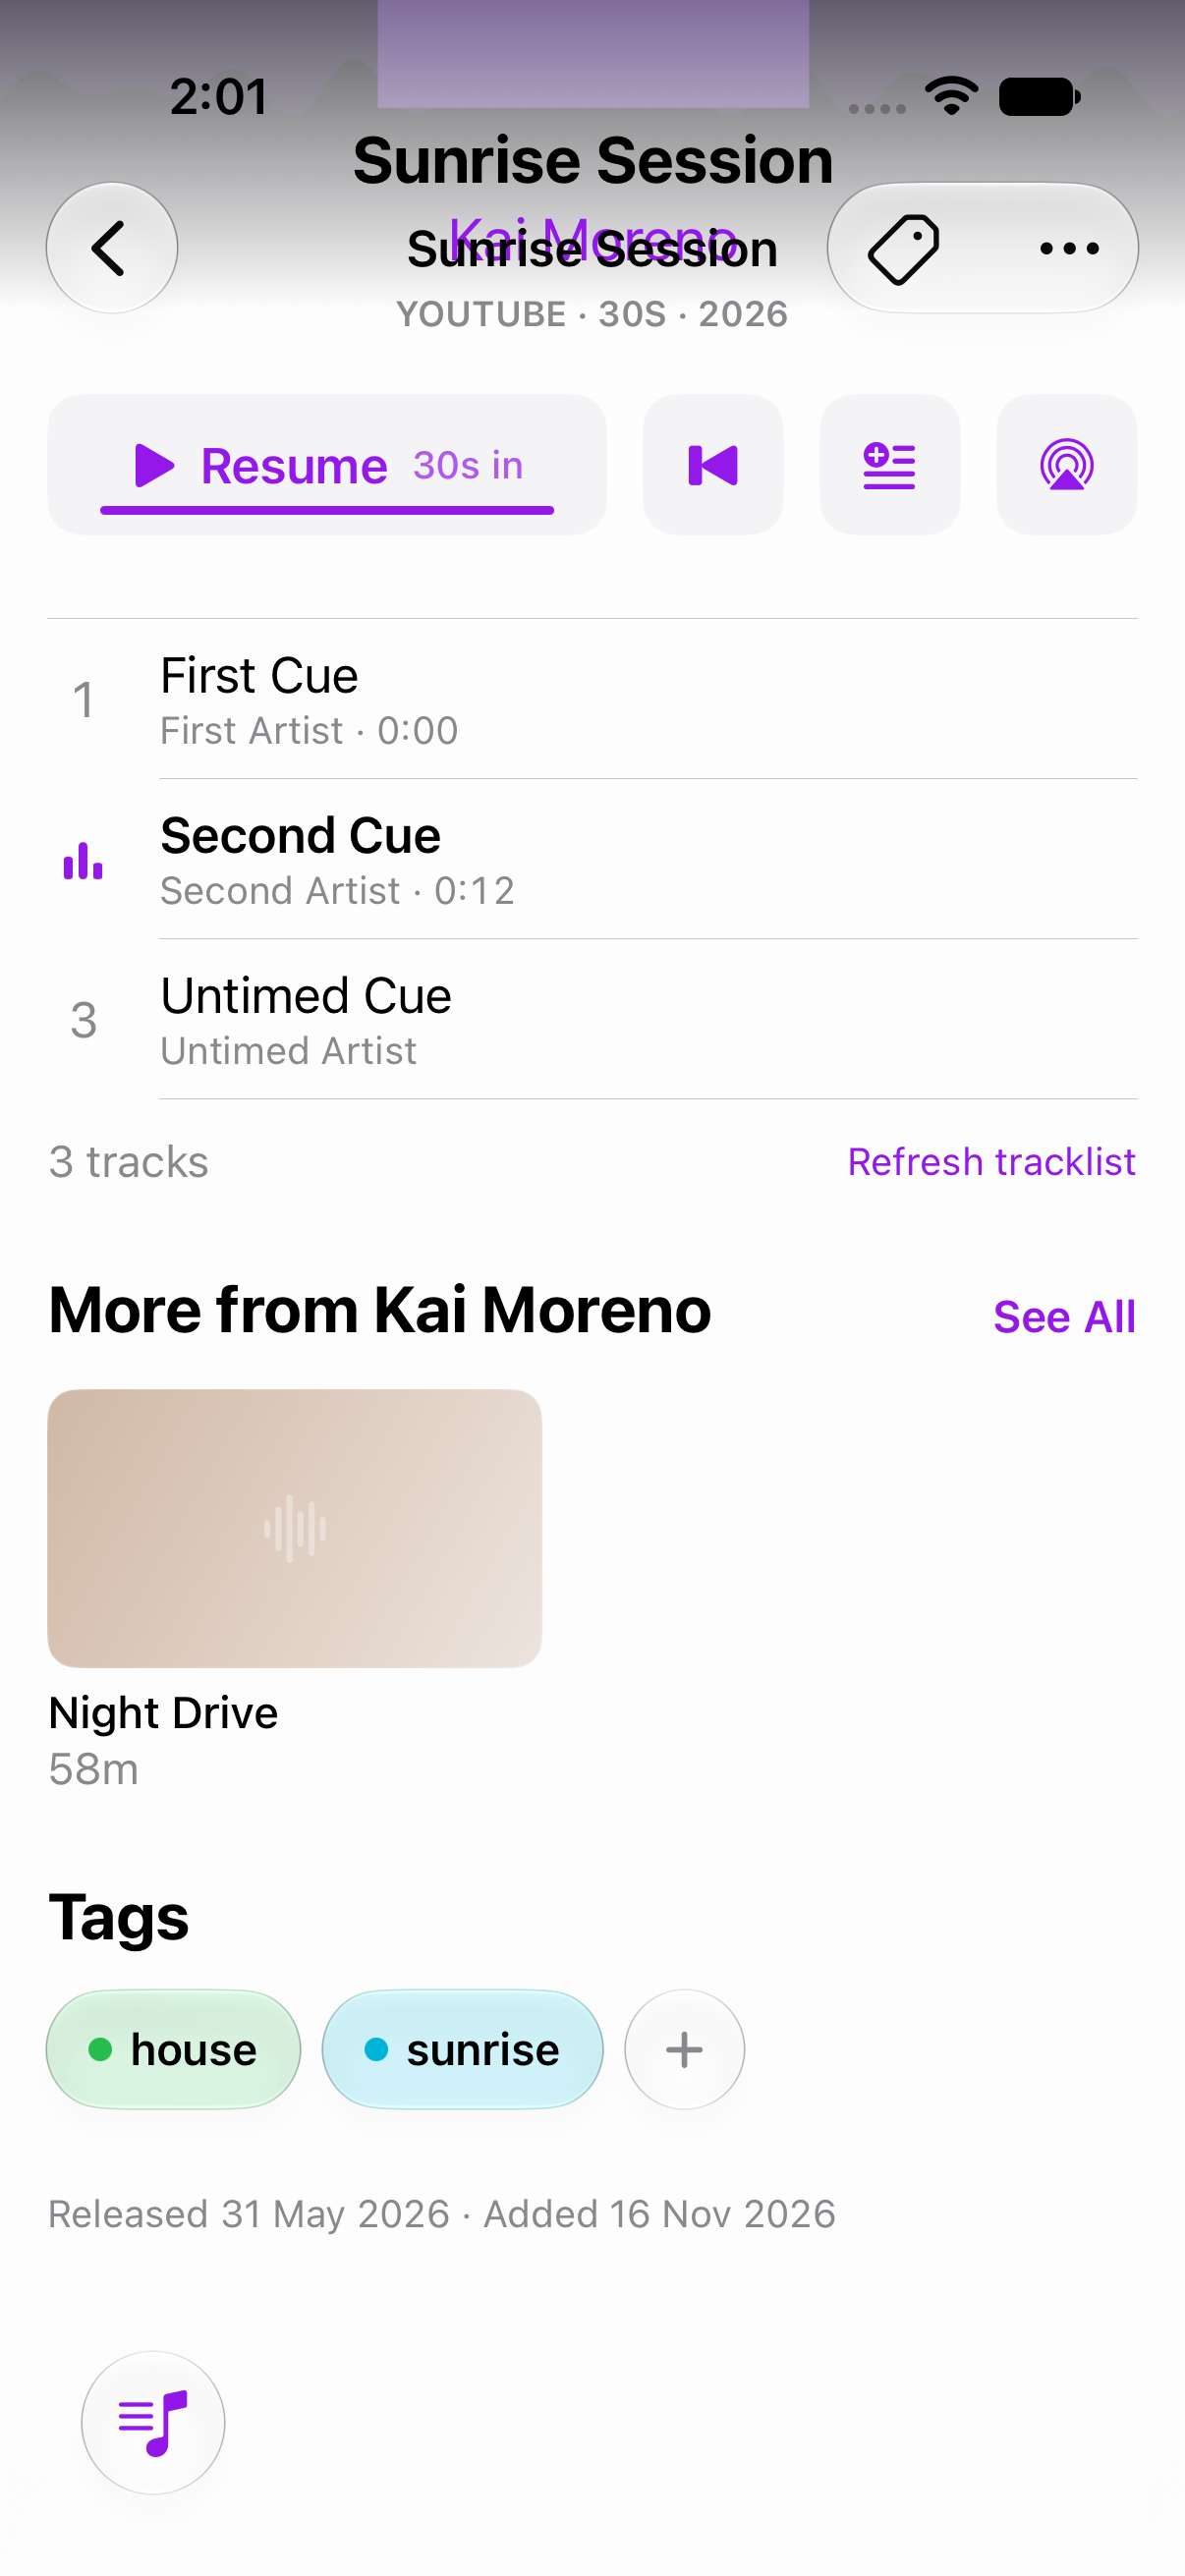 2:01
Sunrise Session
Kai Moreno
Sunrise Session
YOUTUBE · 30S · 2026
Resume 30s in
1
First Cue
First Artist · 0:00
Second Cue
Second Artist · 0:12
3
Untimed Cue
Untimed Artist
3 tracks
Refresh tracklist
More from Kai Moreno
See All
Night Drive
58m
Tags
house
sunrise
Released 31 May 2026 · Added 16 Nov 2026